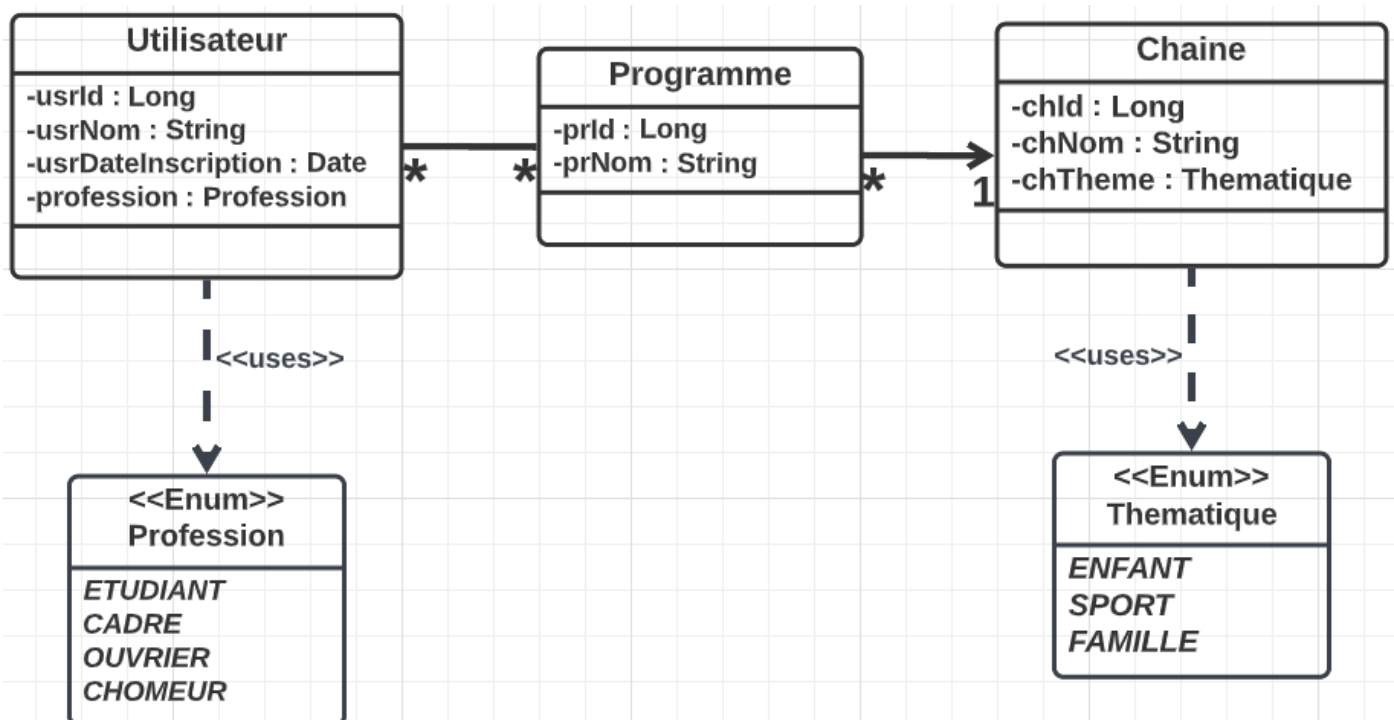 Utilisateur
-usrId : Long
-usrNom : String
-usrDateInscription : Date
-profession : Profession
*
*
Programme
-prId : Long
-prNom : String
*
1
Chaine
-chId : Long
-chNom : String
-chTheme : Thematique
<<uses>>
<<uses>>
<<Enum>>
Profession
ETUDIANT
CADRE
OUVRIER
CHOMEUR
<<Enum>>
Thematique
ENFANT
SPORT
FAMILLE